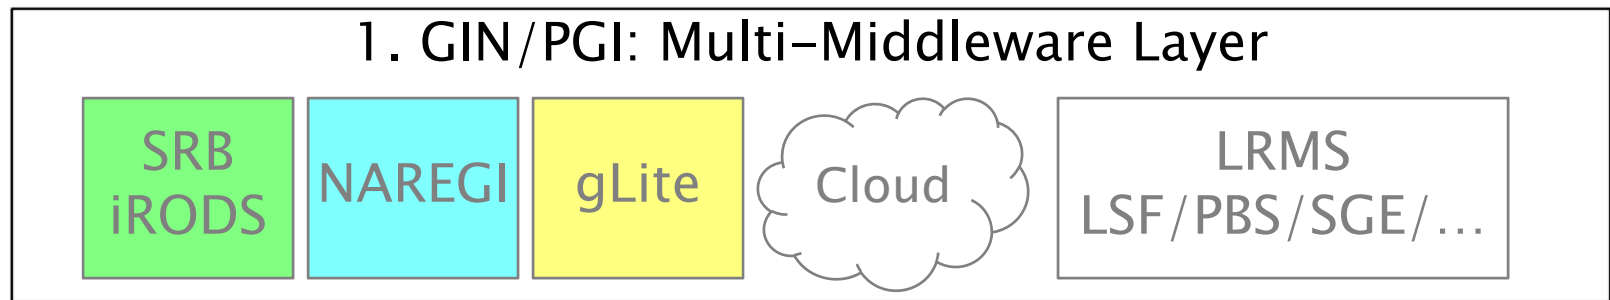 1. GIN/PGI: Multi-Middleware Layer
SRB
iRODS
NAREGI
gLite
Cloud
LRMS
LSF/PBS/SGE/...